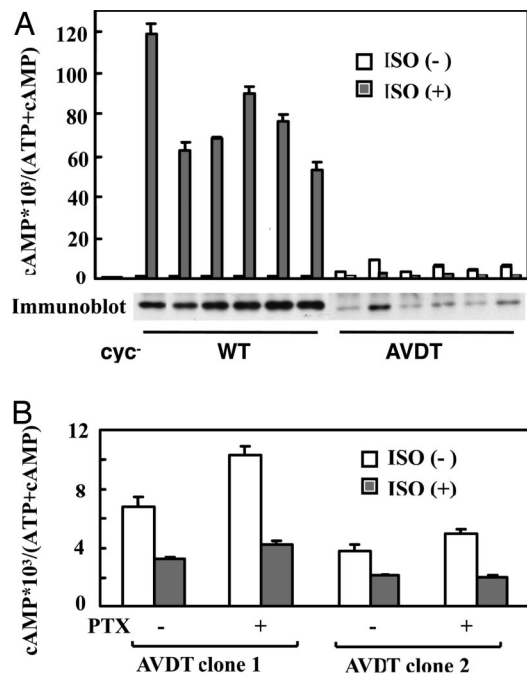 A
cAMP*10³/(ATP+cAMP)
120
100
80
60
40
20
0
ISO (-)
ISO (+)
Immunoblot
cyc-
WT
AVDT
B
cAMP*10³/(ATP+cAMP)
12
8
4
0
ISO (-)
ISO (+)
PTX - + - +
AVDT clone 1 AVDT clone 2